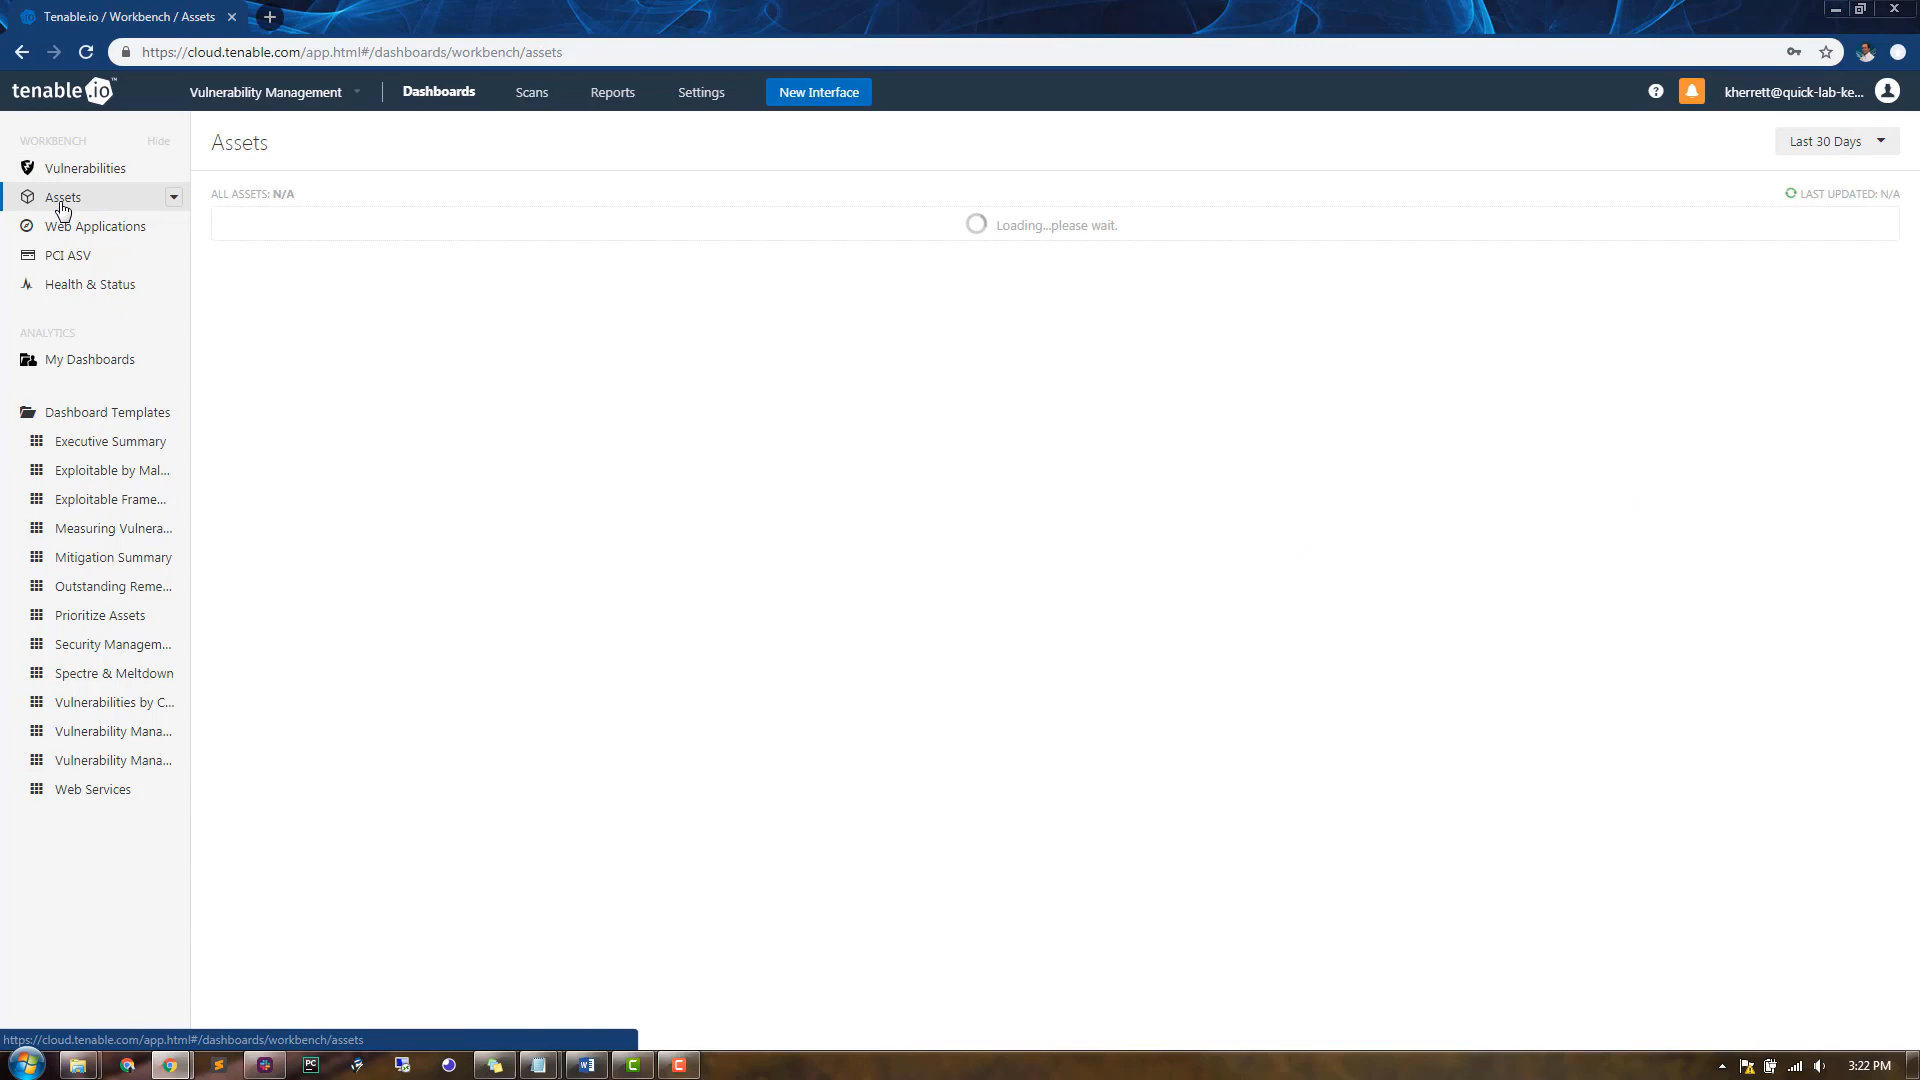 Tenable.io / Workbench / Assets
https://cloud.tenable.com/app.html#/dashboards/workbench/assets
tenable.io™
Vulnerability Management
Dashboards
Scans
Reports
Settings
New Interface
kherrett@quick-lab-ke...
WORKBENCH
Hide
Vulnerabilities
Assets
Web Applications
PCI ASV
Health & Status
ANALYTICS
My Dashboards
Dashboard Templates
Executive Summary
Exploitable by Mal...
Exploitable Frame...
Measuring Vulnera...
Mitigation Summary
Outstanding Reme...
Prioritize Assets
Security Managem...
Spectre & Meltdown
Vulnerabilities by C...
Vulnerability Mana...
Vulnerability Mana...
Web Services
Assets
Last 30 Days
ALL ASSETS: N/A
LAST UPDATED: N/A
Loading...please wait.
https://cloud.tenable.com/app.html#/dashboards/workbench/assets
3:22 PM